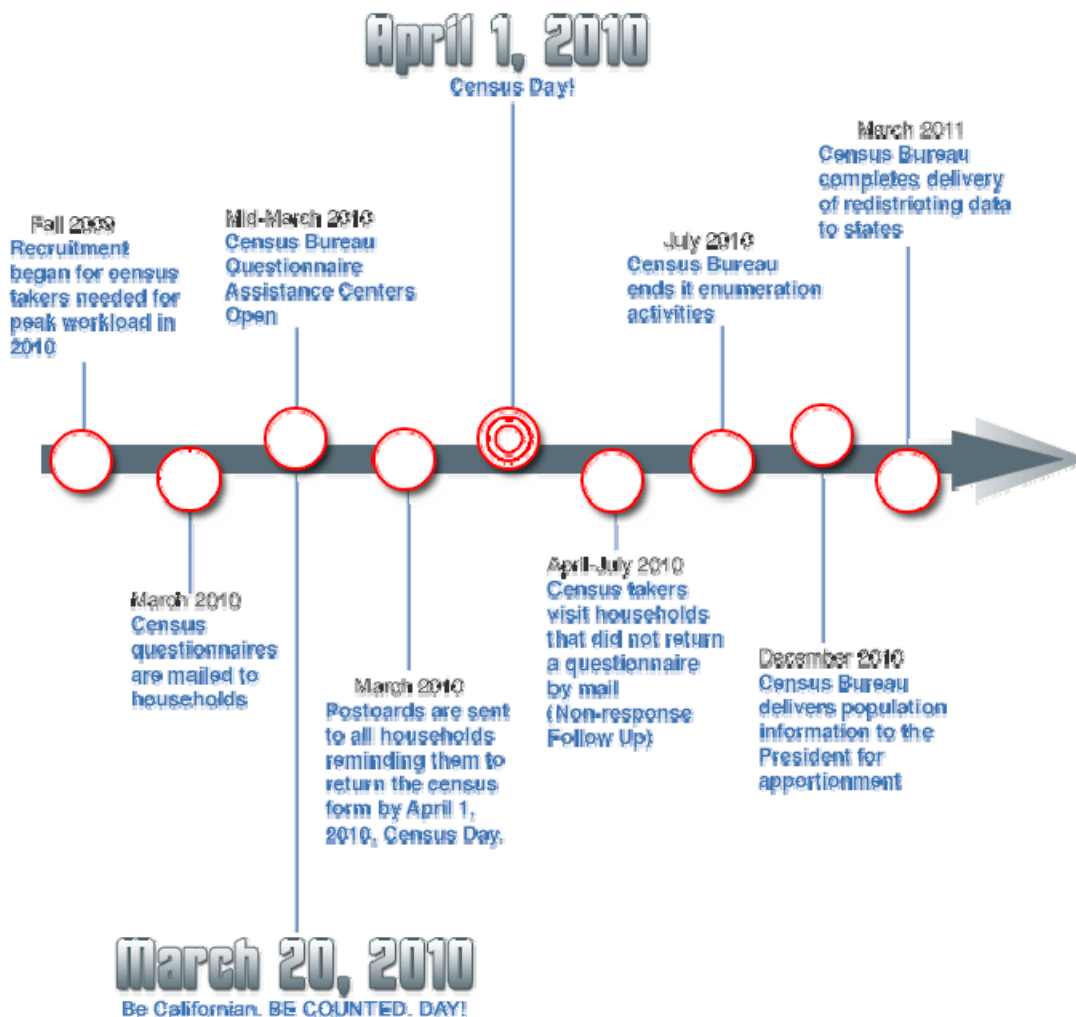 April 1, 2010
Census Day!
Fall 2009
Recruitment
began for census
takers needed for
peak workload in
2010
March 2010
Census
questionnaires
are mailed to
households
Mid-March 2010
Census Bureau
Questionnaire
Assistance Centers
Open
March 20, 2010
Be Californian. BE COUNTED. DAY!
March 2010
Postcards are sent
to all households
reminding them to
return the census
form by April 1,
2010, Census Day.
April-July 2010
Census takers
visit households
that did not return
a questionnaire
by mail
(Non-response
Follow Up)
July 2010
Census Bureau
ends it enumeration
activities
December 2010
Census Bureau
delivers population
information to the
President for
apportionment
March 2011
Census Bureau
completes delivery
of redistricting data
to states